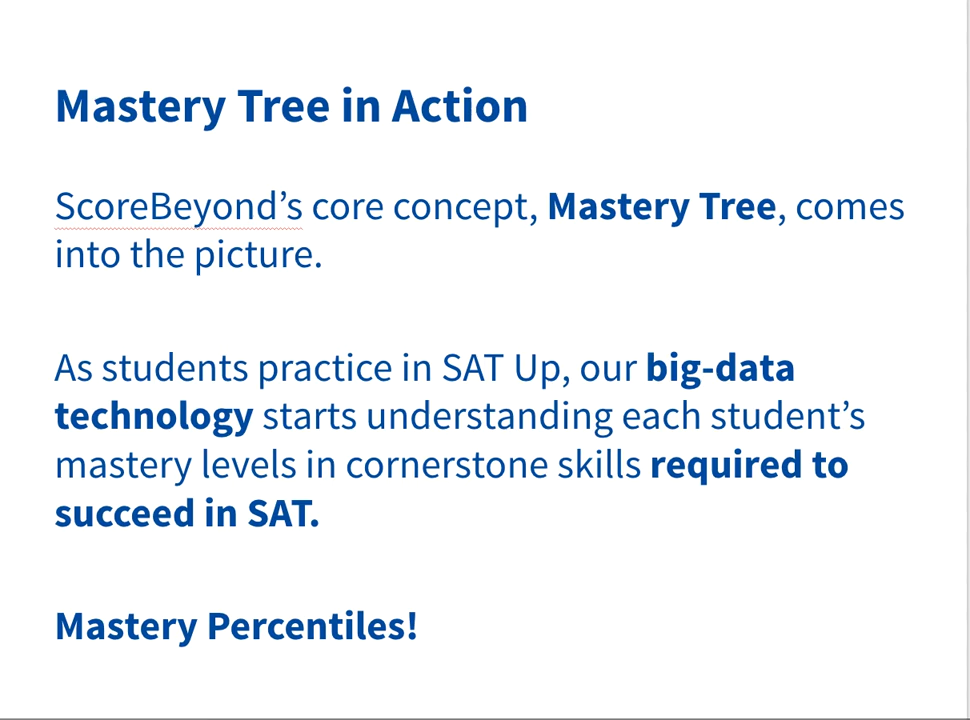 Mastery Tree in Action
ScoreBeyond’s core concept, Mastery Tree, comes
into the picture.
As students practice in SAT Up, our big-data
technology starts understanding each student’s
mastery levels in cornerstone skills required to
succeed in SAT.
Mastery Percentiles!